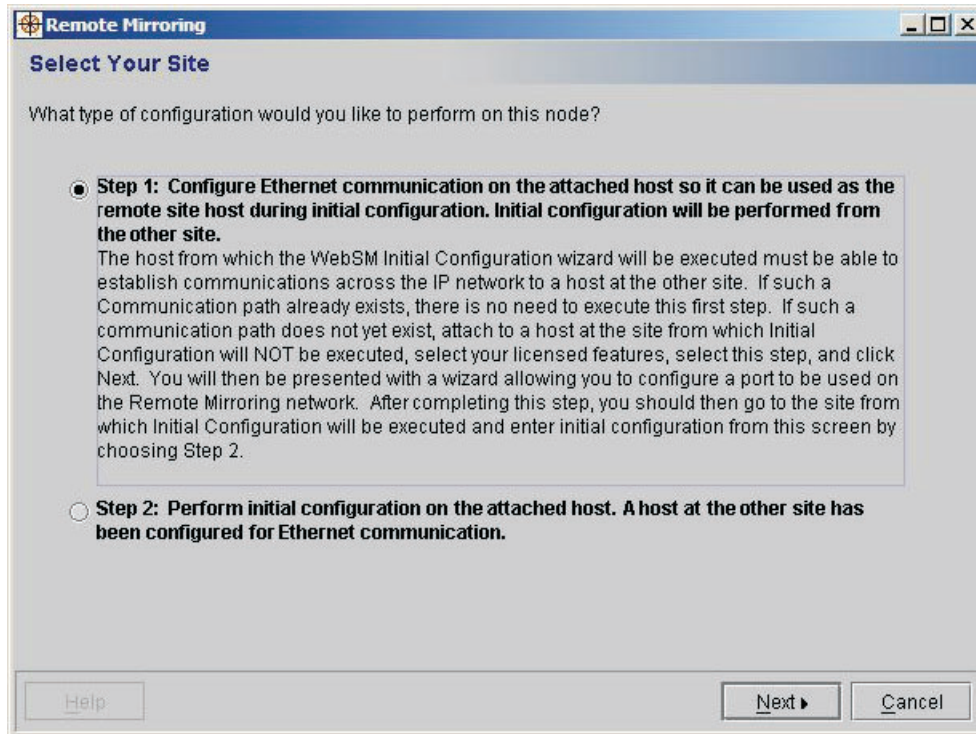 Remote Mirroring
Select Your Site
What type of configuration would you like to perform on this node?
Step 1: Configure Ethernet communication on the attached host so it can be used as the
remote site host during initial configuration. Initial configuration will be performed from
the other site.
The host from which the WebSM Initial Configuration wizard will be executed must be able to
establish communications across the IP network to a host at the other site. If such a
Communication path already exists, there is no need to execute this first step. If such a
communication path does not yet exist, attach to a host at the site from which Initial
Configuration will NOT be executed, select your licensed features, select this step, and click
Next. You will then be presented with a wizard allowing you to configure a port to be used on
the Remote Mirroring network. After completing this step, you should then go to the site from
which Initial Configuration will be executed and enter initial configuration from this screen by
choosing Step 2.
Step 2: Perform initial configuration on the attached host. A host at the other site has
been configured for Ethernet communication.
Help
Next
Cancel